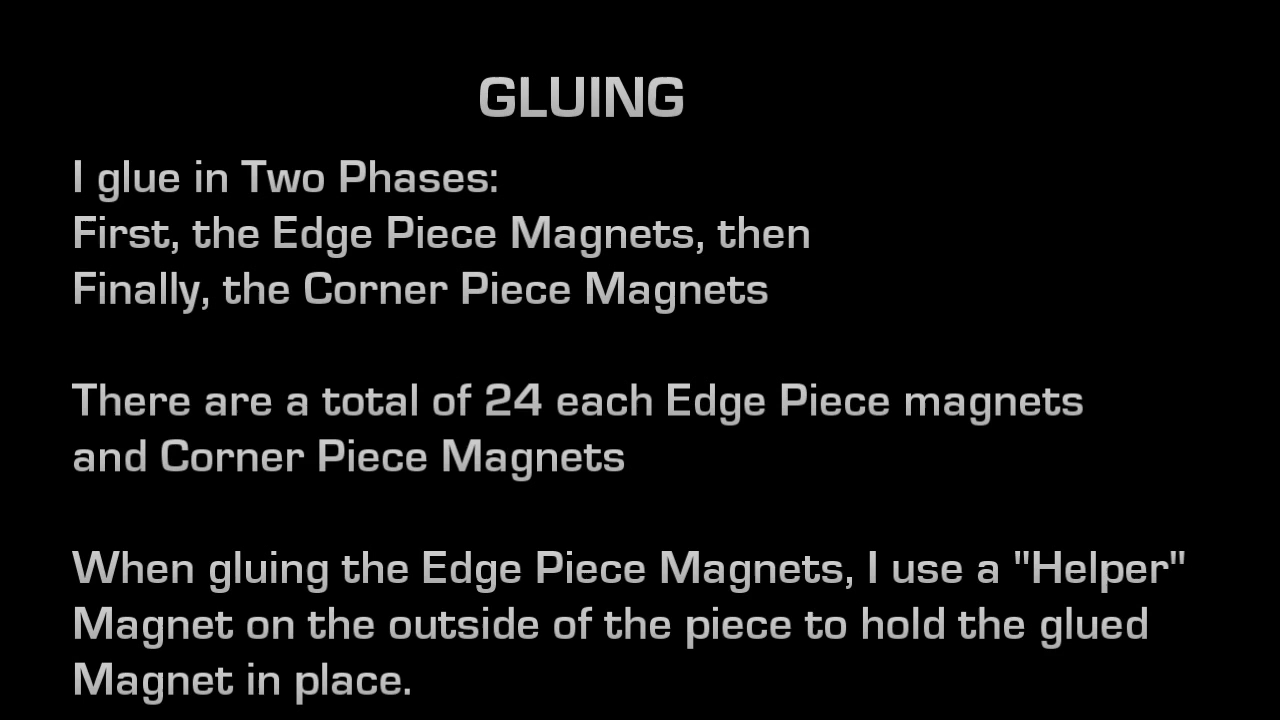 GLUING
I glue in Two Phases:
First, the Edge Piece Magnets, then
Finally, the Corner Piece Magnets
There are a total of 24 each Edge Piece magnets
and Corner Piece Magnets
When gluing the Edge Piece Magnets, I use a "Helper"
Magnet on the outside of the piece to hold the glued
Magnet in place.